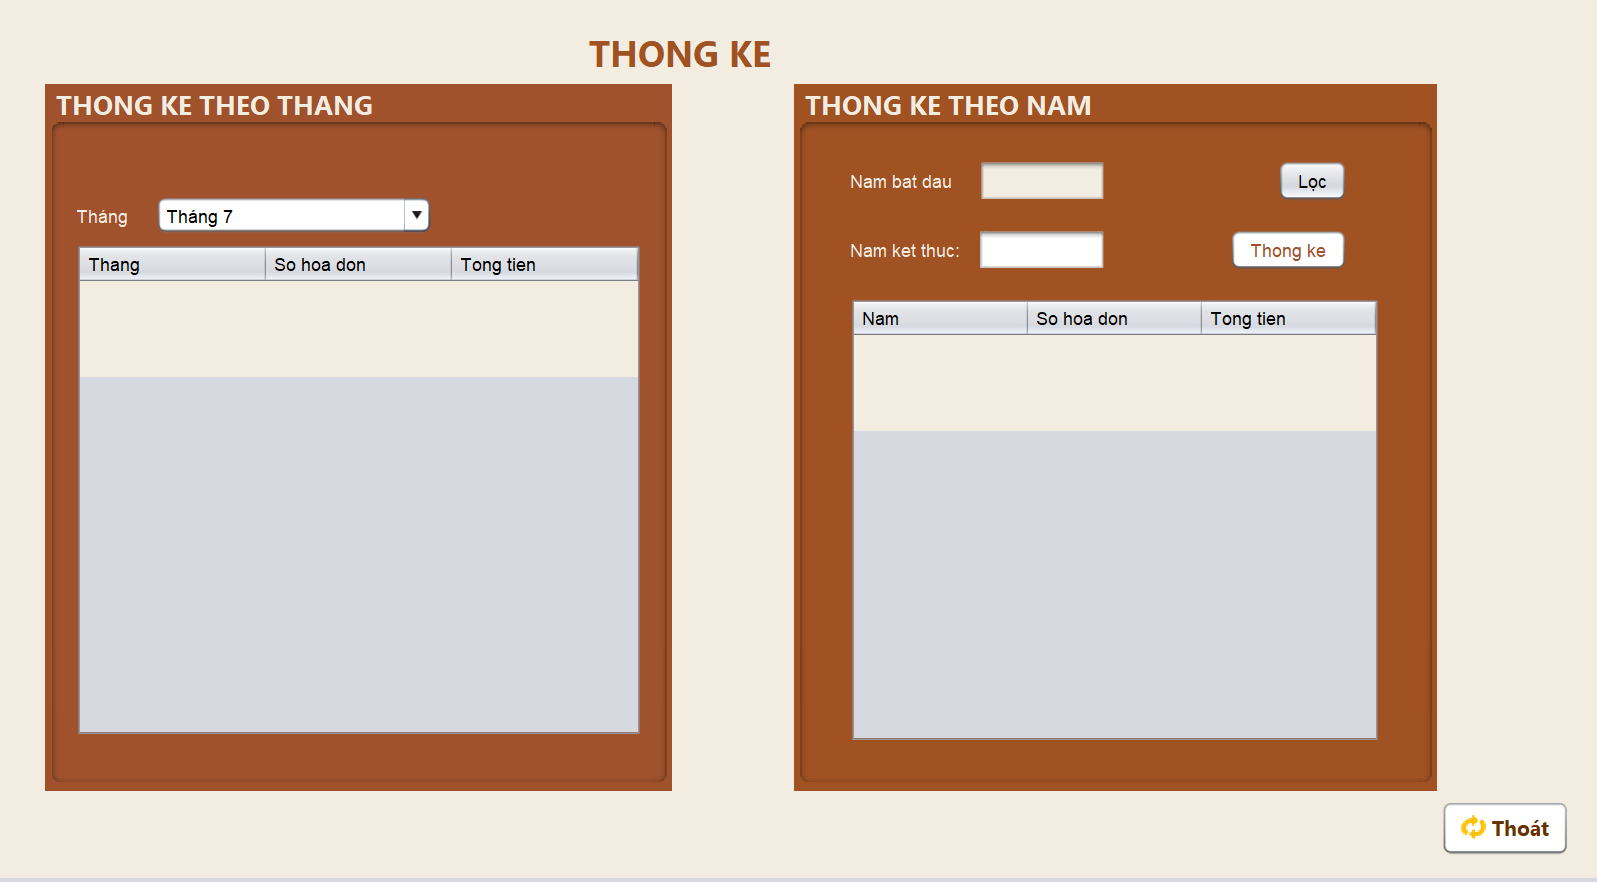 THONG KE
THONG KE THEO THANG
Tháng
Tháng 7
Thang So hoa don Tong tien
THONG KE THEO NAM
Nam bat dau
Lọc
Nam ket thuc:
Thong ke
Nam So hoa don Tong tien
Thoát